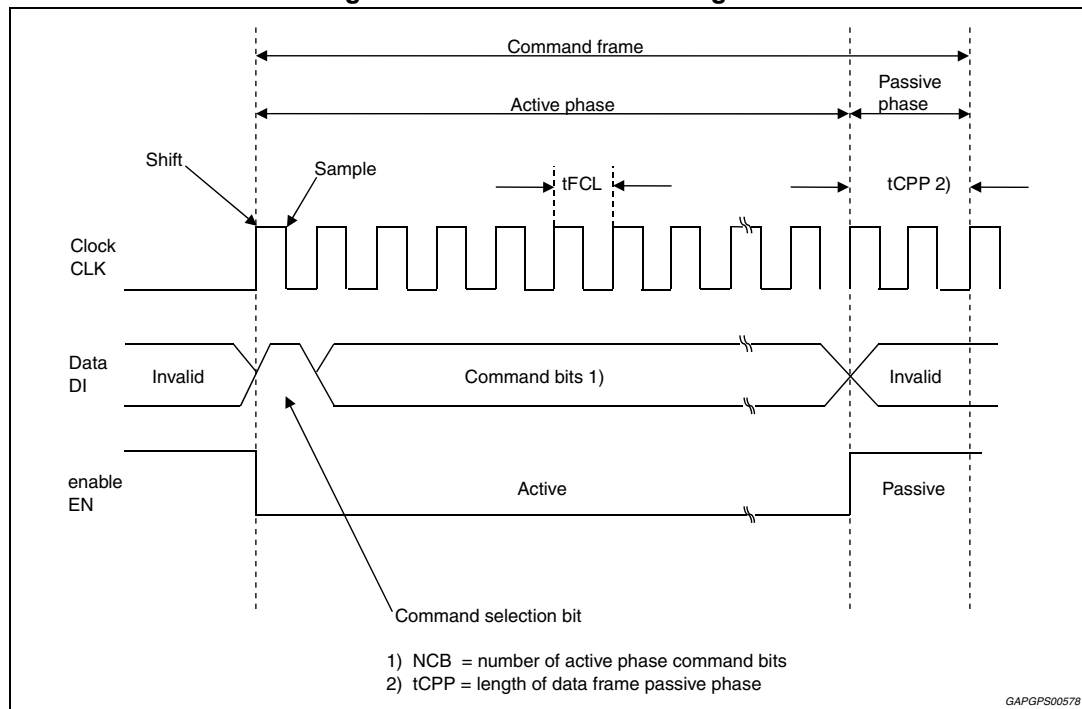 Command frame
Passive
phase
Active phase
Shift
Sample
tFCL
tCPP 2)
Clock
CLK
Data
DI
Invalid
Command bits 1)
Invalid
enable
EN
Active
Passive
Command selection bit
1) NCB = number of active phase command bits
2) tCPP = length of data frame passive phase
GAPGPS00578